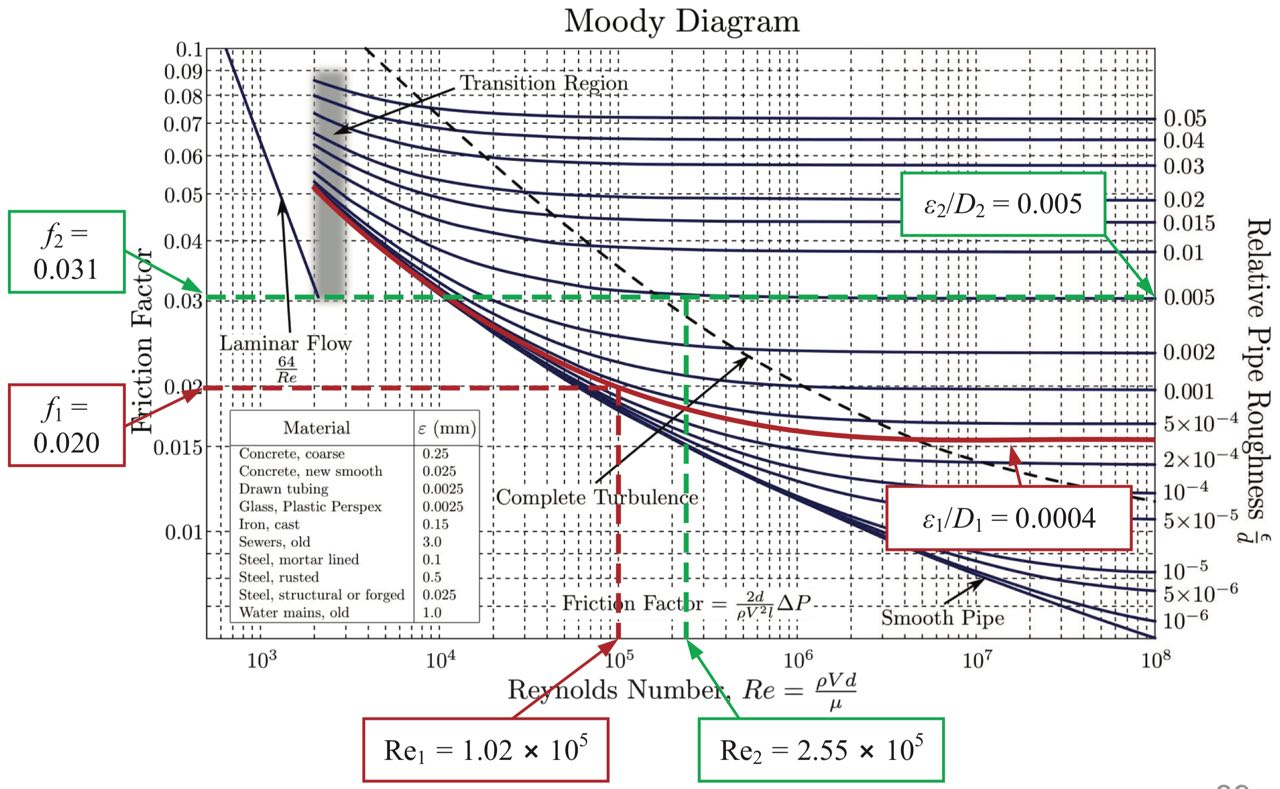 Moody Diagram
0.1
0.09
0.08
0.07
0.06
0.05
0.04
0.03
0.02
0.015
0.01
Friction Factor
Transition Region
Laminar Flow
64
Re
Complete Turbulence
Smooth Pipe
f₂ =
0.031
f₁ =
0.020
ε₂/D₂ = 0.005
ε₁/D₁ = 0.0004
Material ε (mm)
Concrete, coarse 0.25
Concrete, new smooth 0.025
Drawn tubing 0.0025
Glass, Plastic Perspex 0.0025
Iron, cast 0.15
Sewers, old 3.0
Steel, mortar lined 0.1
Steel, rusted 0.5
Steel, structural or forged 0.025
Water mains, old 1.0
Friction Factor = 2d/ρV²l ΔP
0.05
0.04
0.03
0.02
0.015
0.01
0.005
0.002
0.001
5×10⁻⁴
2×10⁻⁴
10⁻⁴
5×10⁻⁵
10⁻⁵
5×10⁻⁶
10⁻⁶
Relative Pipe Roughness ϵ/d
10³ 10⁴ 10⁵ 10⁶ 10⁷ 10⁸
Reynolds Number, Re = ρVd/μ
Re₁ = 1.02 × 10⁵
Re₂ = 2.55 × 10⁵